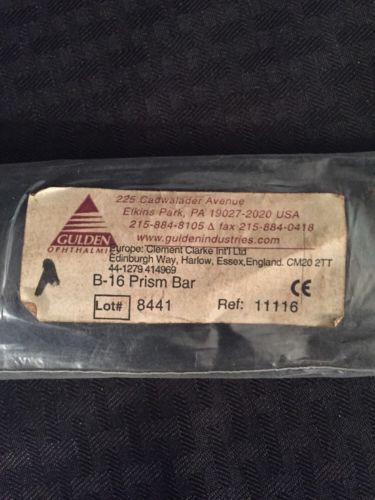 225 Cadwalader Avenue
Elkins Park, PA 19027-2020 USA
215-884-8105 Δ fax 215-884-0418
www.guldenindustries.com
GULDEN
OPHTHALMI
Europe: Clement Clarke Int'l Ltd
Edinburgh Way, Harlow, Essex,England. CM20 2TT
44-1279 414969
A
B-16 Prism Bar
CE
Lot# 8441 Ref: 11116